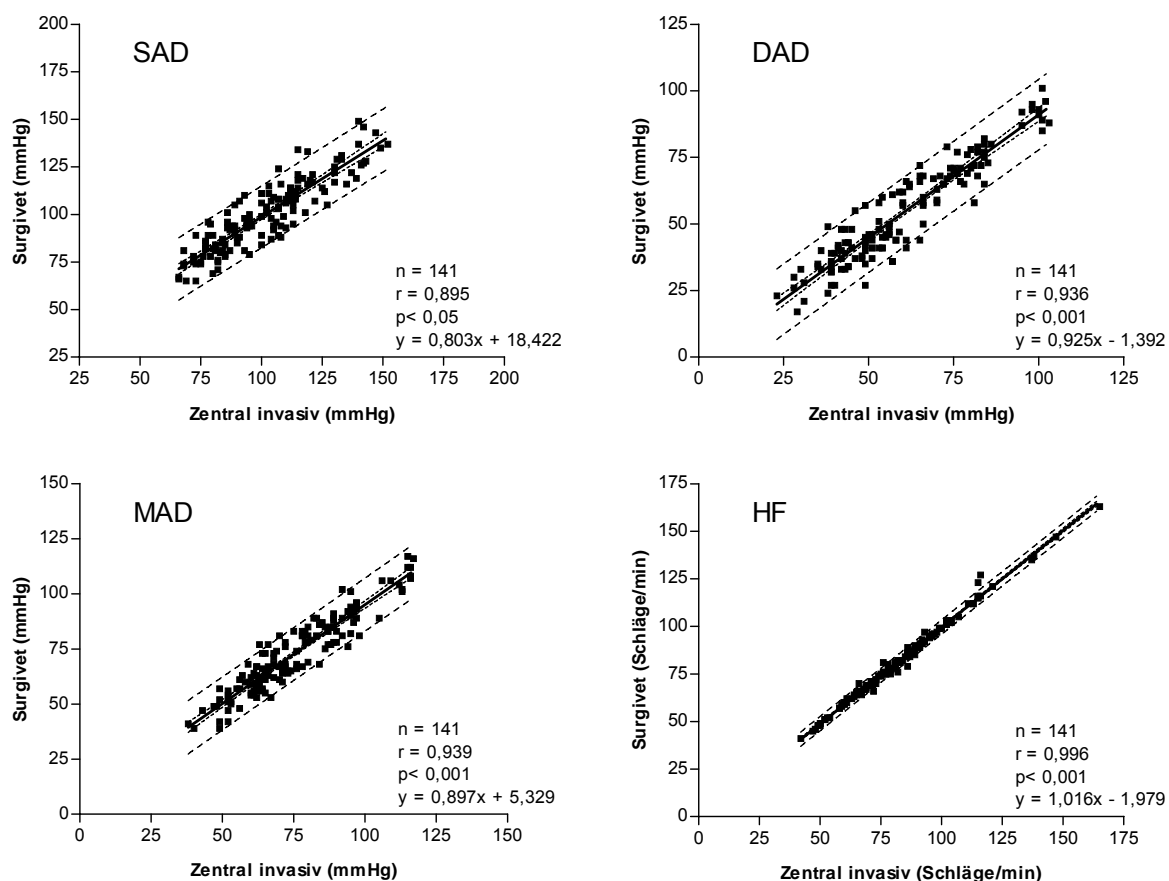 SAD
Surgivet (mmHg)
200
175
150
125
100
75
50
25
25 50 75 100 125 150 175 200
Zentral invasiv (mmHg)
n = 141
r = 0,895
p< 0,05
y = 0,803x + 18,422
DAD
Surgivet (mmHg)
125
100
75
50
25
0
0 25 50 75 100 125
Zentral invasiv (mmHg)
n = 141
r = 0,936
p< 0,001
y = 0,925x - 1,392
MAD
Surgivet (mmHg)
150
125
100
75
50
25
0
0 25 50 75 100 125 150
Zentral invasiv (mmHg)
n = 141
r = 0,939
p< 0,001
y = 0,897x + 5,329
HF
Surgivet (Schläge/min)
175
150
125
100
75
50
25
0
0 25 50 75 100 125 150 175
Zentral invasiv (Schläge/min)
n = 141
r = 0,996
p< 0,001
y = 1,016x - 1,979